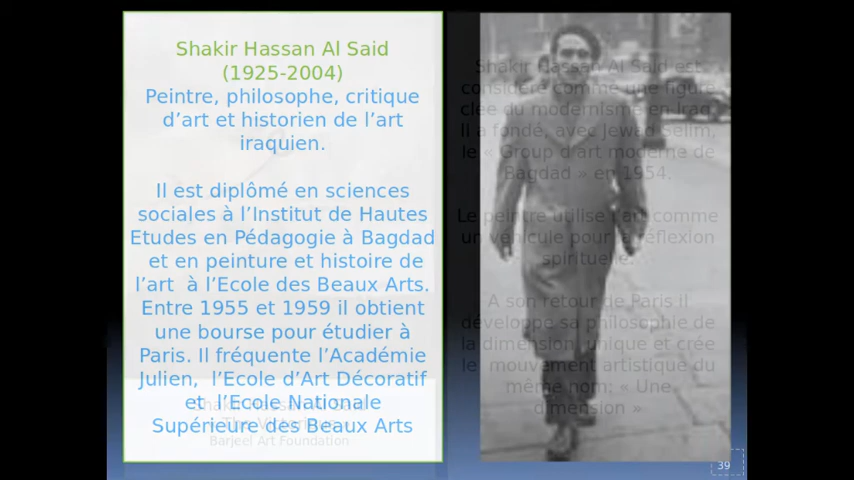 Shakir Hassan Al Said
(1925-2004)
Peintre, philosophe, critique
d’art et historien de l’art
iraquien.
Il est diplômé en sciences
sociales à l’Institut de Hautes
Etudes en Pédagogie à Bagdad
et en peinture et histoire de
l’art à l’Ecole des Beaux Arts.
Entre 1955 et 1959 il obtient
une bourse pour étudier à
Paris. Il fréquente l’Académie
Julien, l’Ecole d’Art Décoratif
et l’Ecole Nationale
Supérieure des Beaux Arts
Shakir Hassan Al Said
Barjeel Art Foundation
Shakir Hassan Al Said est
considéré comme une figure
clée du modernisme en Iraq.
Il a fondé, avec Jewad Selim,
le « Group d’art moderne de
Bagdad » en 1954.
Le peintre utilise l’art comme
un véhicule pour la réflexion
spirituelle.
A son retour de Paris il
développe sa philosophie de
la dimension unique et crée
le mouvement artistique du
même nom: « Une
dimension »
39